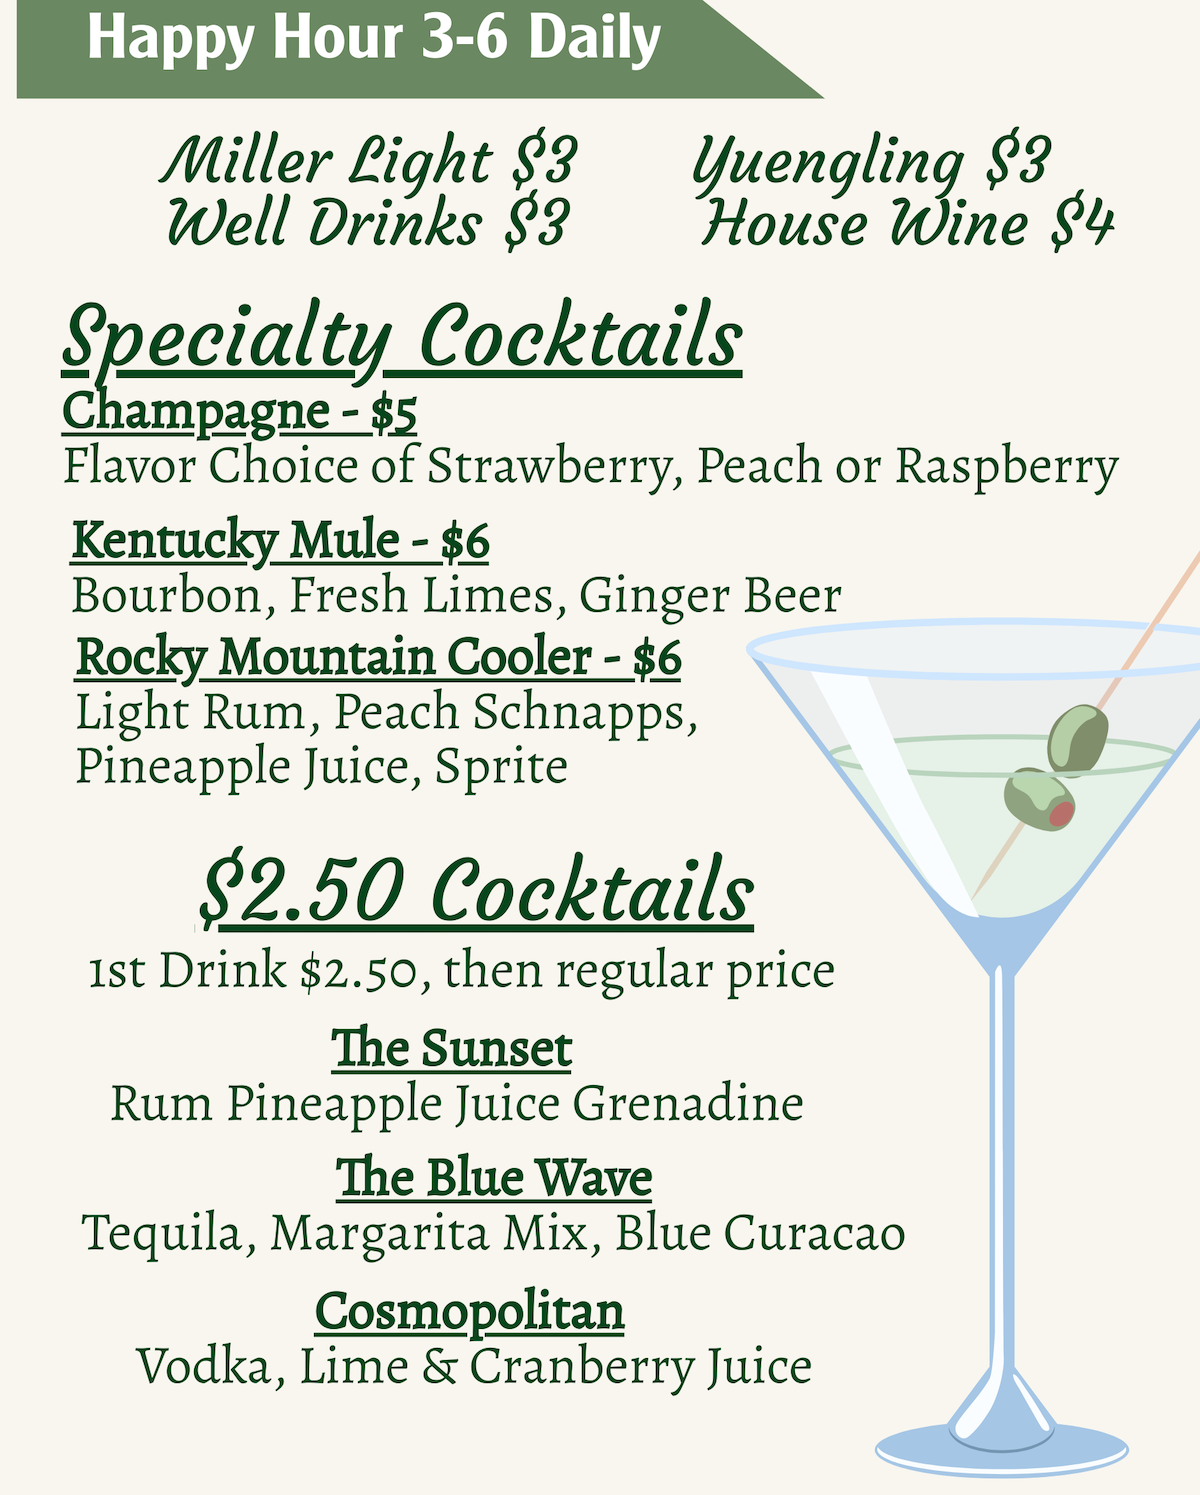 Happy Hour 3-6 Daily
Miller Light $3
Yuengling $3
Well Drinks $3
House Wine $4
Specialty Cocktails
Champagne - $5
Flavor Choice of Strawberry, Peach or Raspberry
Kentucky Mule - $6
Bourbon, Fresh Limes, Ginger Beer
Rocky Mountain Cooler - $6
Light Rum, Peach Schnapps,
Pineapple Juice, Sprite
$2.50 Cocktails
1st Drink $2.50, then regular price
The Sunset
Rum Pineapple Juice Grenadine
The Blue Wave
Tequila, Margarita Mix, Blue Curacao
Cosmopolitan
Vodka, Lime & Cranberry Juice